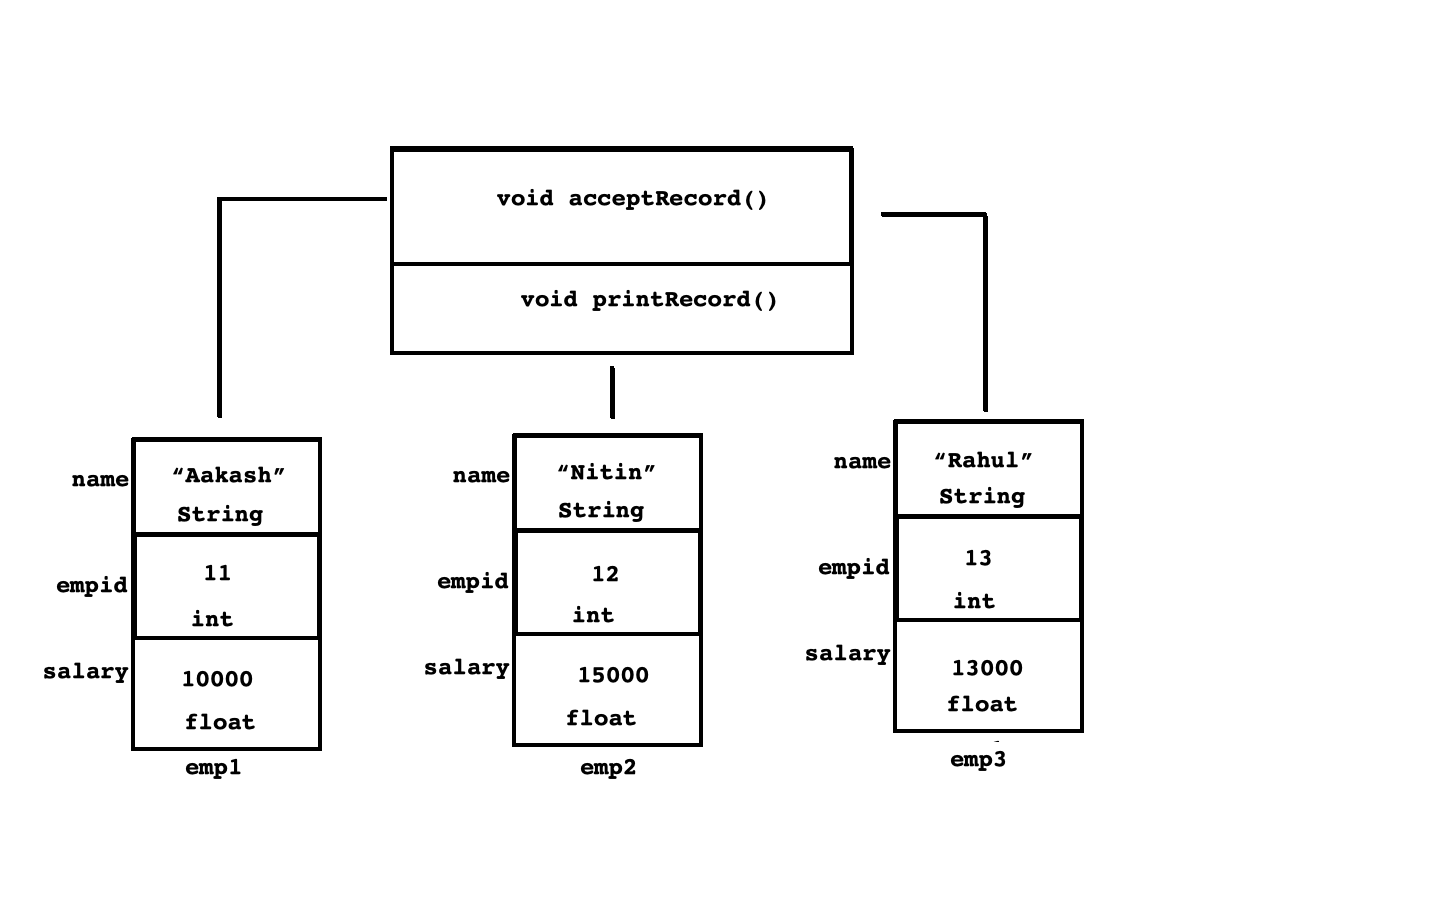 void acceptRecord()
void printRecord()
name
“Aakash”
String
empid
11
int
salary
10000
float
emp1
name
“Nitin”
String
empid
12
int
salary
15000
float
emp2
name
“Rahul”
String
empid
13
int
salary
13000
float
emp3